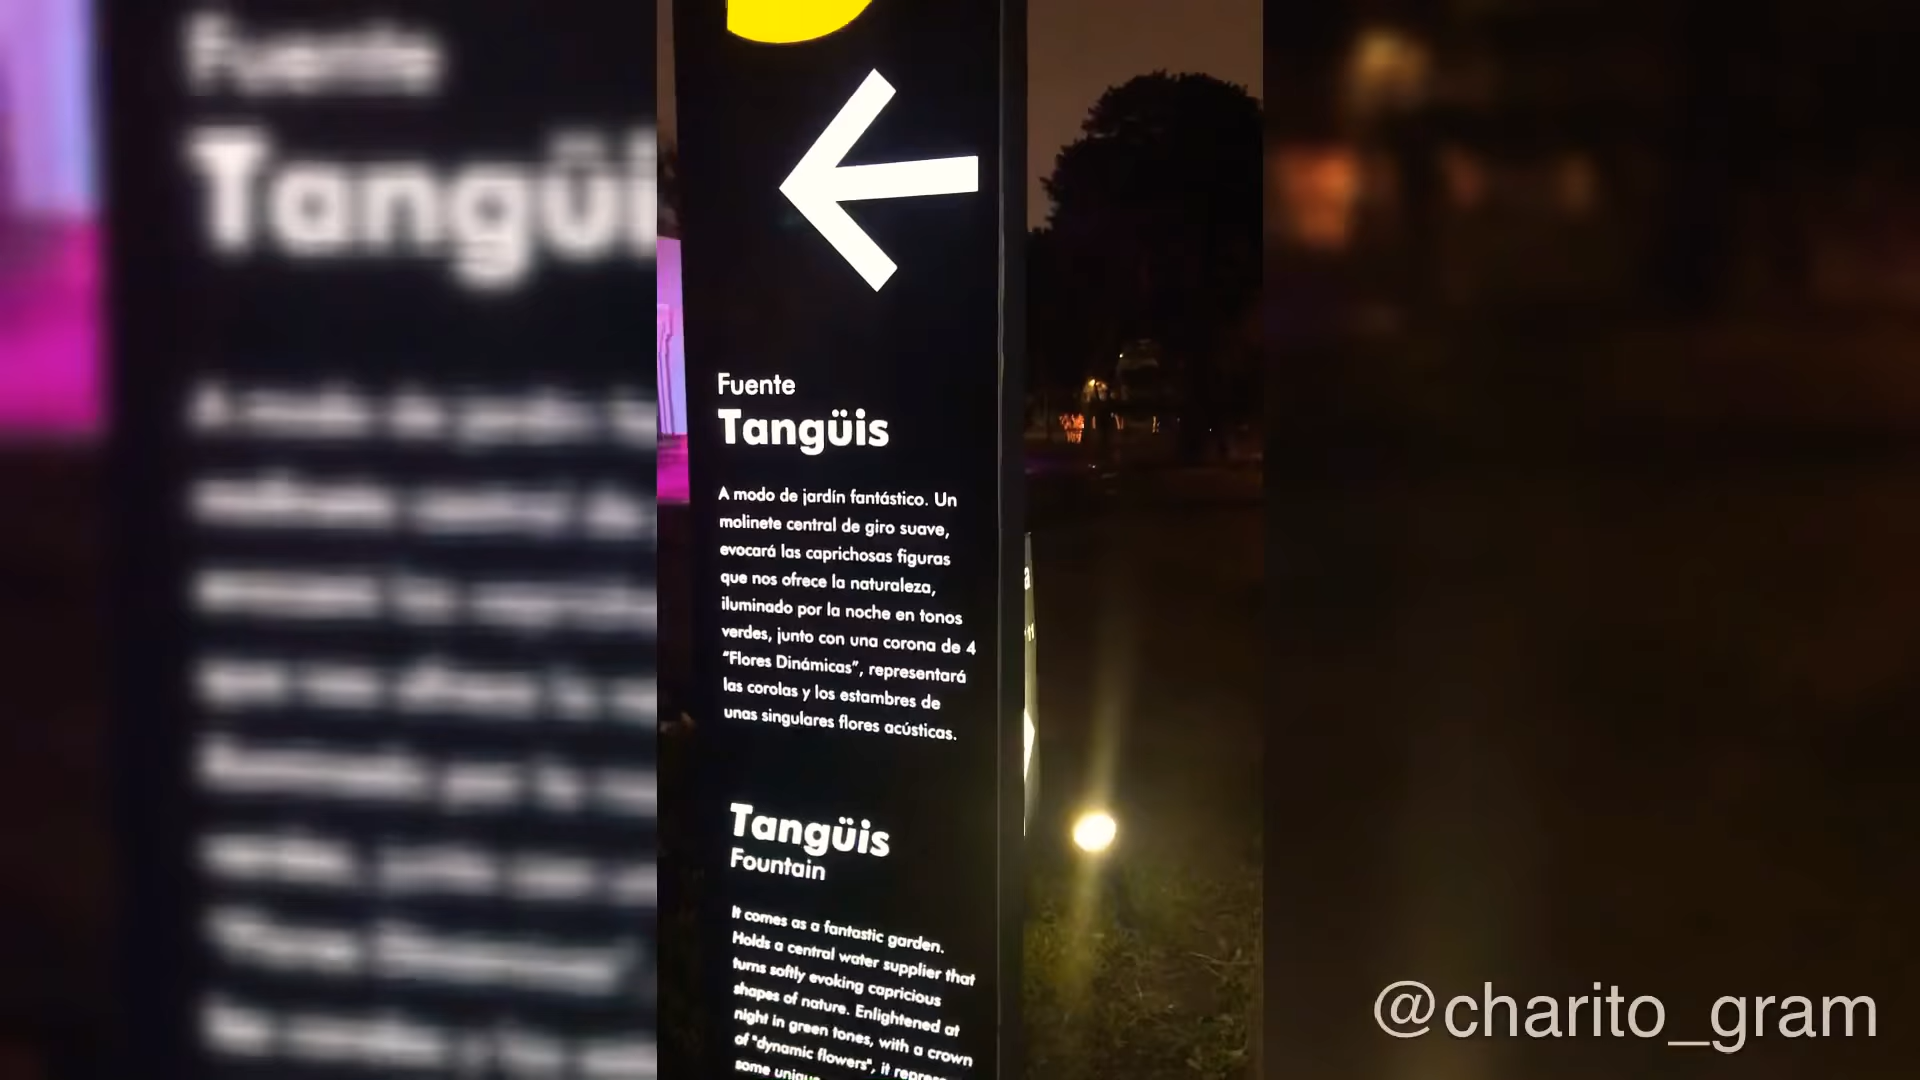 Fuente
Tangüis
A modo de jardín fantástico. Un
molinete central de giro suave,
evocará las caprichosas figuras
que nos ofrece la naturaleza,
iluminado por la noche en tonos
verdes, junto con una corona de 4
"Flores Dinámicas", representará
las corolas y los estambres de
unas singulares flores acústicas.
Tangüis
Fountain
It comes as a fantastic garden.
Holds a central water supplier that
turns softly evoking capricious
shapes of nature. Enlightened at
night in green tones, with a crown
of "dynamic flowers", it
some
@charito_gram